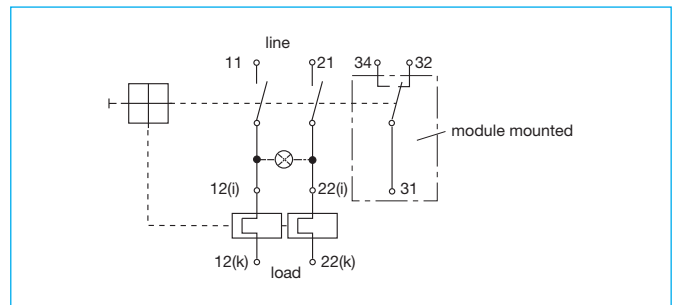 line
11 21 34 32
module mounted
12(i) 22(i) 31
12(k) 22(k)
load